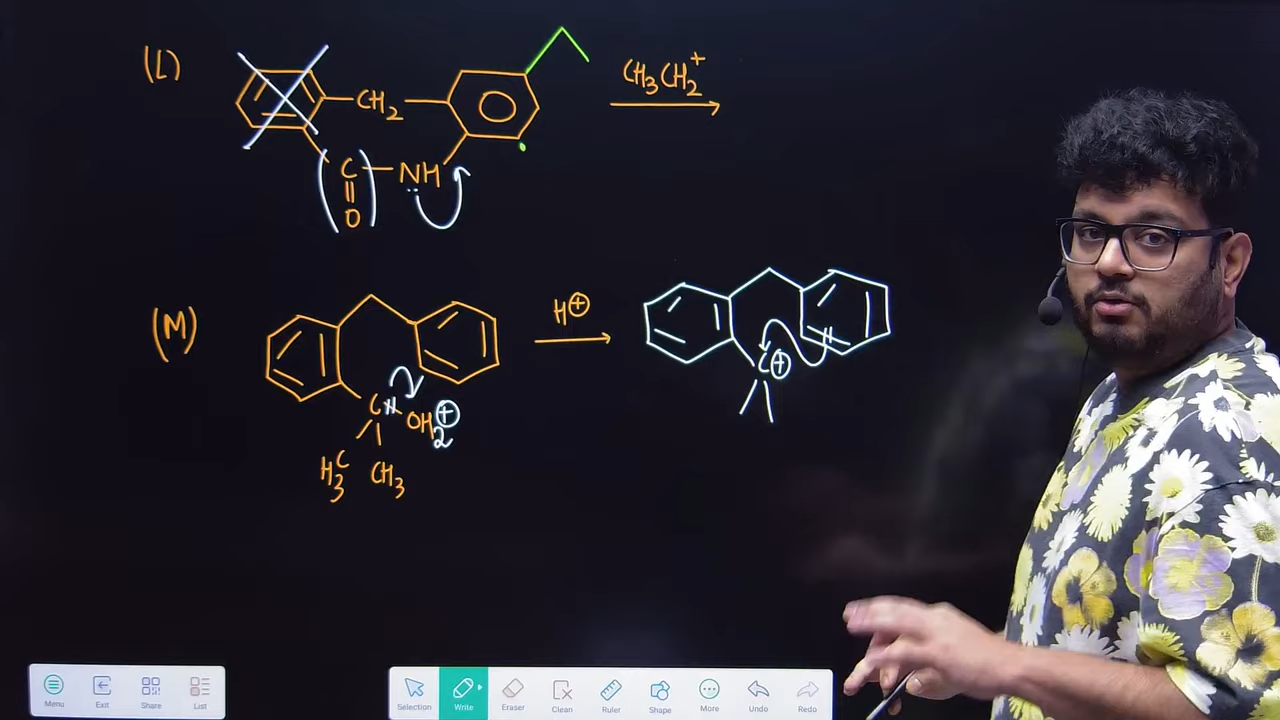 (L)
CH2
CH3CH2+
C
NH
O
(M)
H⊕
C
OH2⊕
C⊕
H3C
CH3
Menu
Exit
Share
List
Selection
Write
Eraser
Clean
Ruler
Shape
More
Undo
Redo